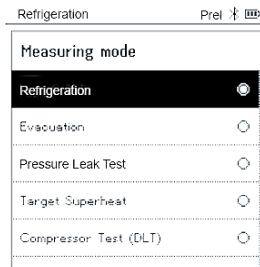 Refrigeration Prel
Measuring mode
Refrigeration
Evacuation
Pressure Leak Test
Target Superheat
Compressor Test (DLT)